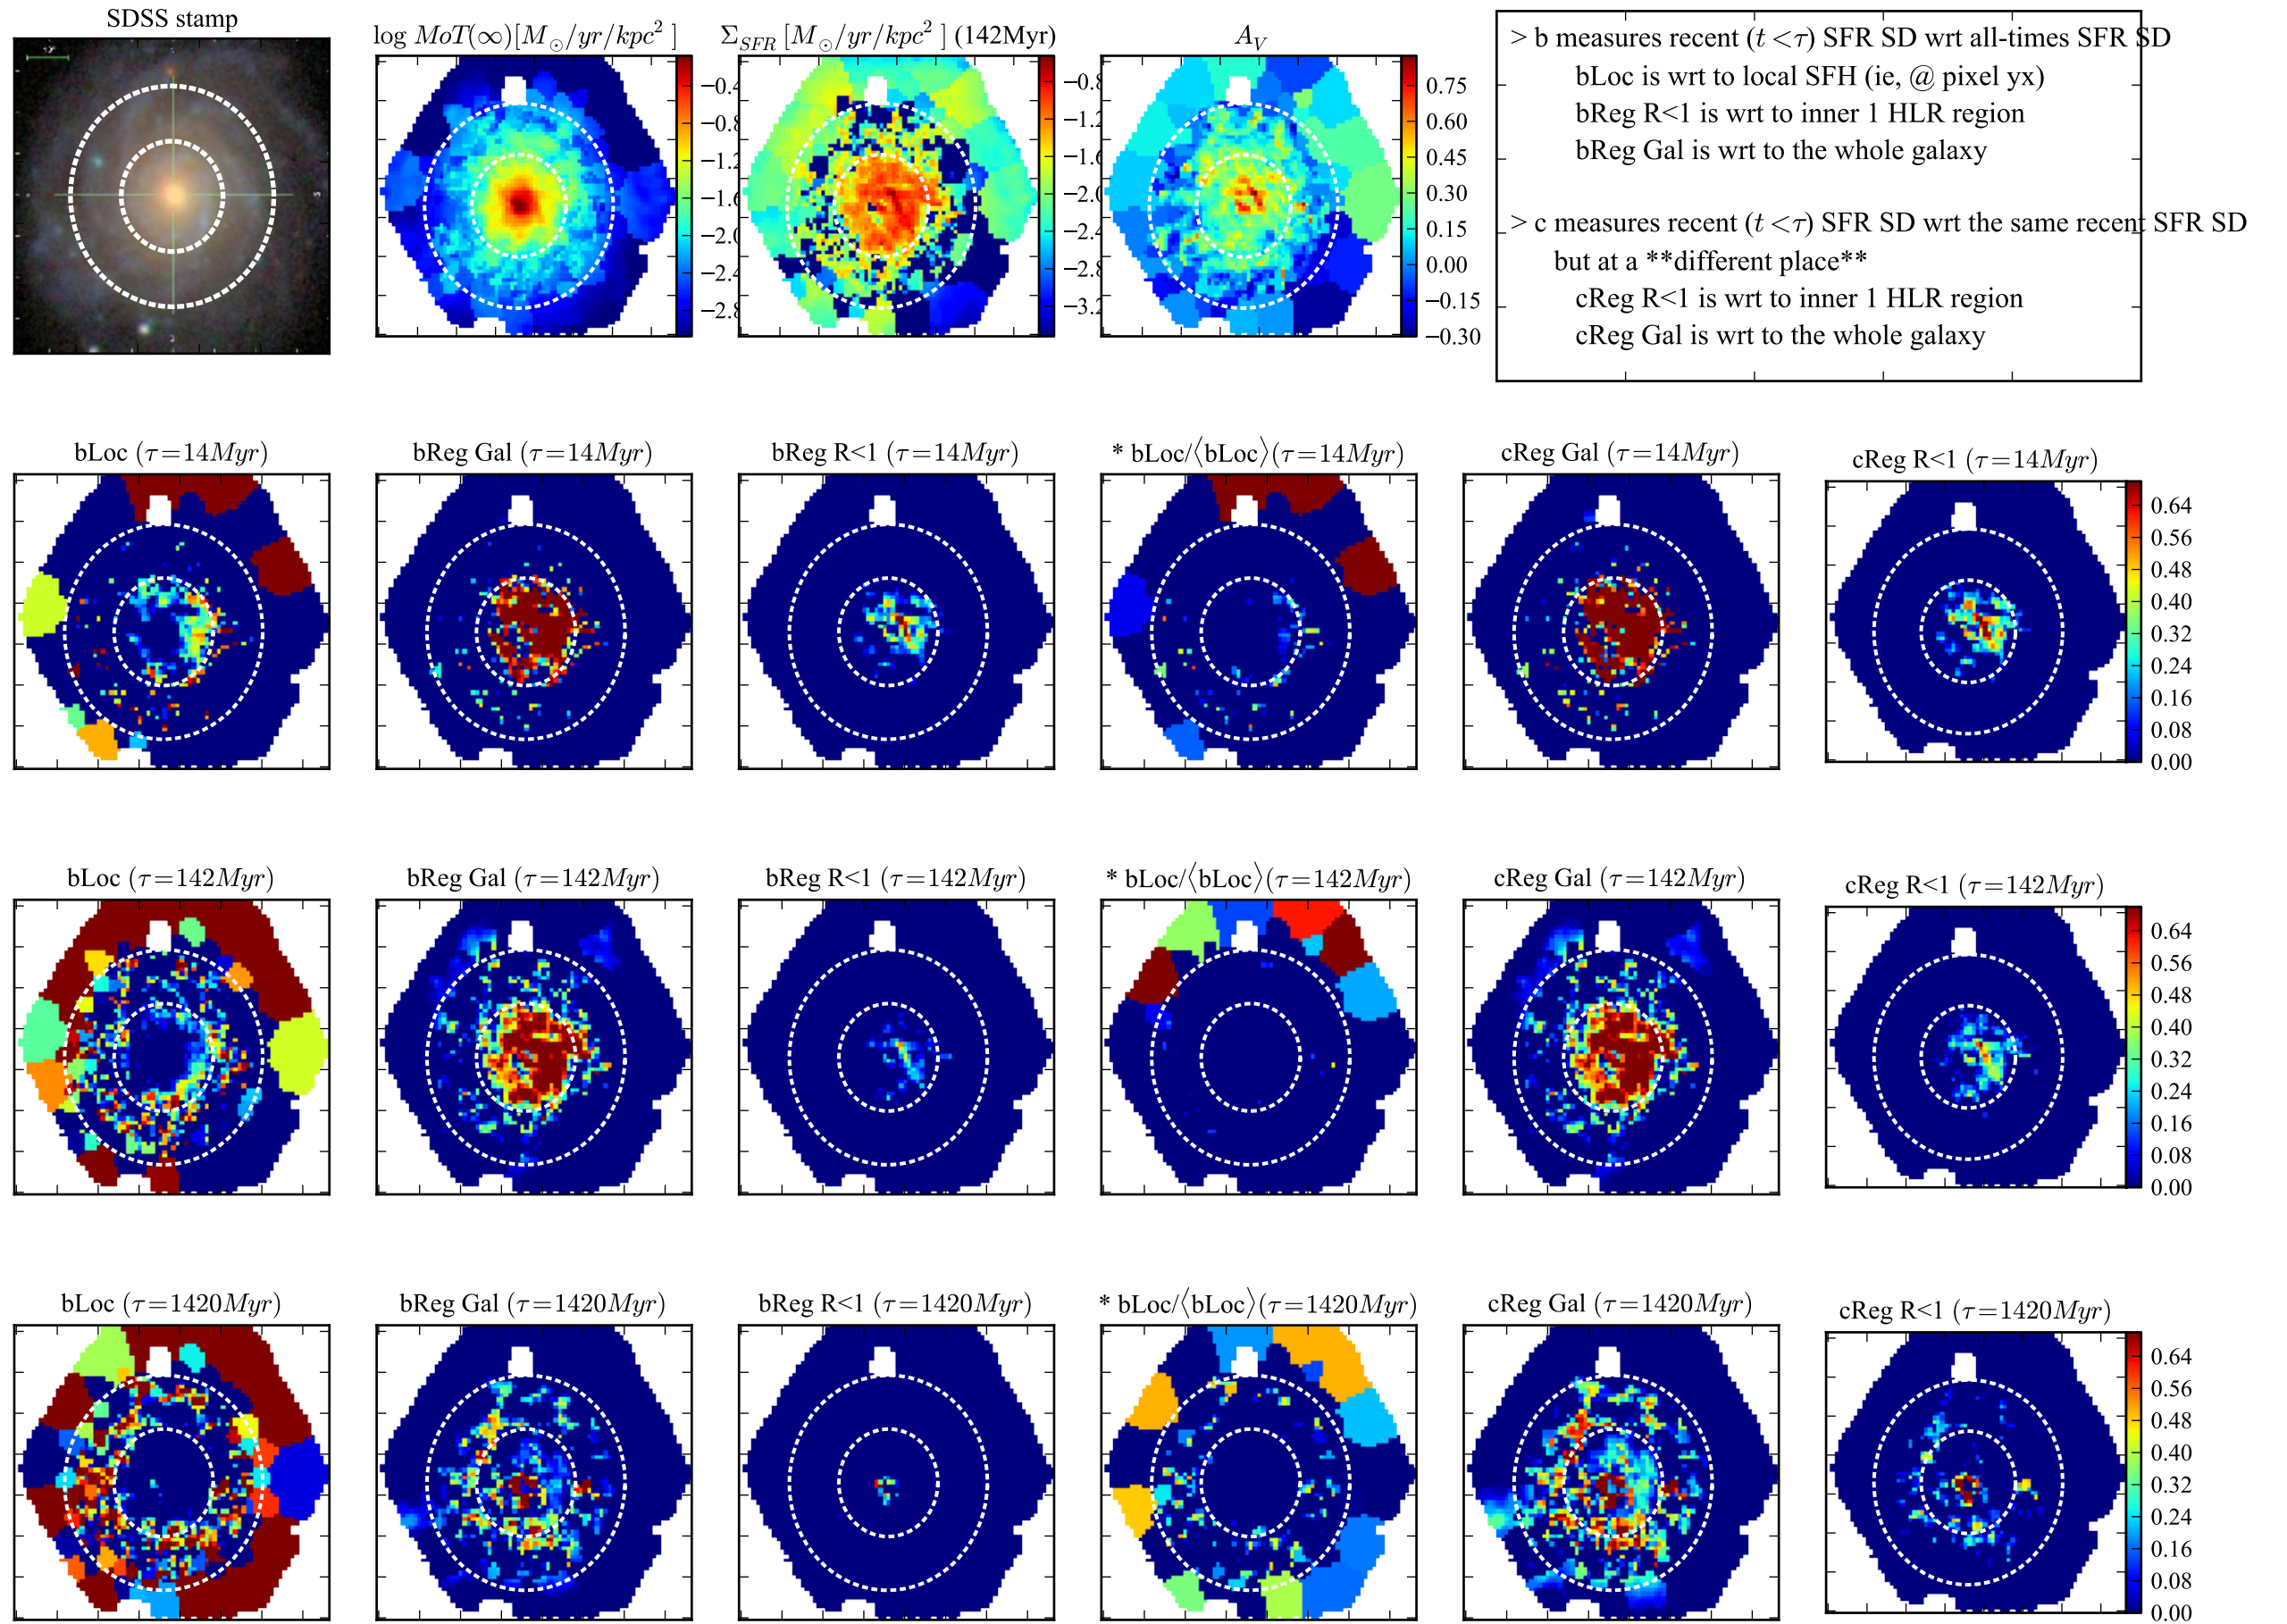 SDSS stamp
log MoT(∞)[M⊙/yr/kpc² ]
Σ_SFR [M⊙/yr/kpc² ] (142Myr)
A_V
−0.4
−0.8
−1.2
−1.6
−2.0
−2.4
−2.8
−0.8
−1.2
−1.6
−2.0
−2.4
−2.8
−3.2
0.75
0.60
0.45
0.30
0.15
0.00
−0.15
−0.30
> b measures recent (t < τ) SFR SD wrt all-times SFR SD
bLoc is wrt to local SFH (ie, @ pixel yx)
bReg R<1 is wrt to inner 1 HLR region
bReg Gal is wrt to the whole galaxy
> c measures recent (t < τ) SFR SD wrt the same recent SFR SD
but at a **different place**
cReg R<1 is wrt to inner 1 HLR region
cReg Gal is wrt to the whole galaxy
bLoc (τ=14Myr)
bReg Gal (τ=14Myr)
bReg R<1 (τ=14Myr)
* bLoc/⟨bLoc⟩(τ=14Myr)
cReg Gal (τ=14Myr)
cReg R<1 (τ=14Myr)
0.64
0.56
0.48
0.40
0.32
0.24
0.16
0.08
0.00
bLoc (τ=142Myr)
bReg Gal (τ=142Myr)
bReg R<1 (τ=142Myr)
* bLoc/⟨bLoc⟩(τ=142Myr)
cReg Gal (τ=142Myr)
cReg R<1 (τ=142Myr)
0.64
0.56
0.48
0.40
0.32
0.24
0.16
0.08
0.00
bLoc (τ=1420Myr)
bReg Gal (τ=1420Myr)
bReg R<1 (τ=1420Myr)
* bLoc/⟨bLoc⟩(τ=1420Myr)
cReg Gal (τ=1420Myr)
cReg R<1 (τ=1420Myr)
0.64
0.56
0.48
0.40
0.32
0.24
0.16
0.08
0.00